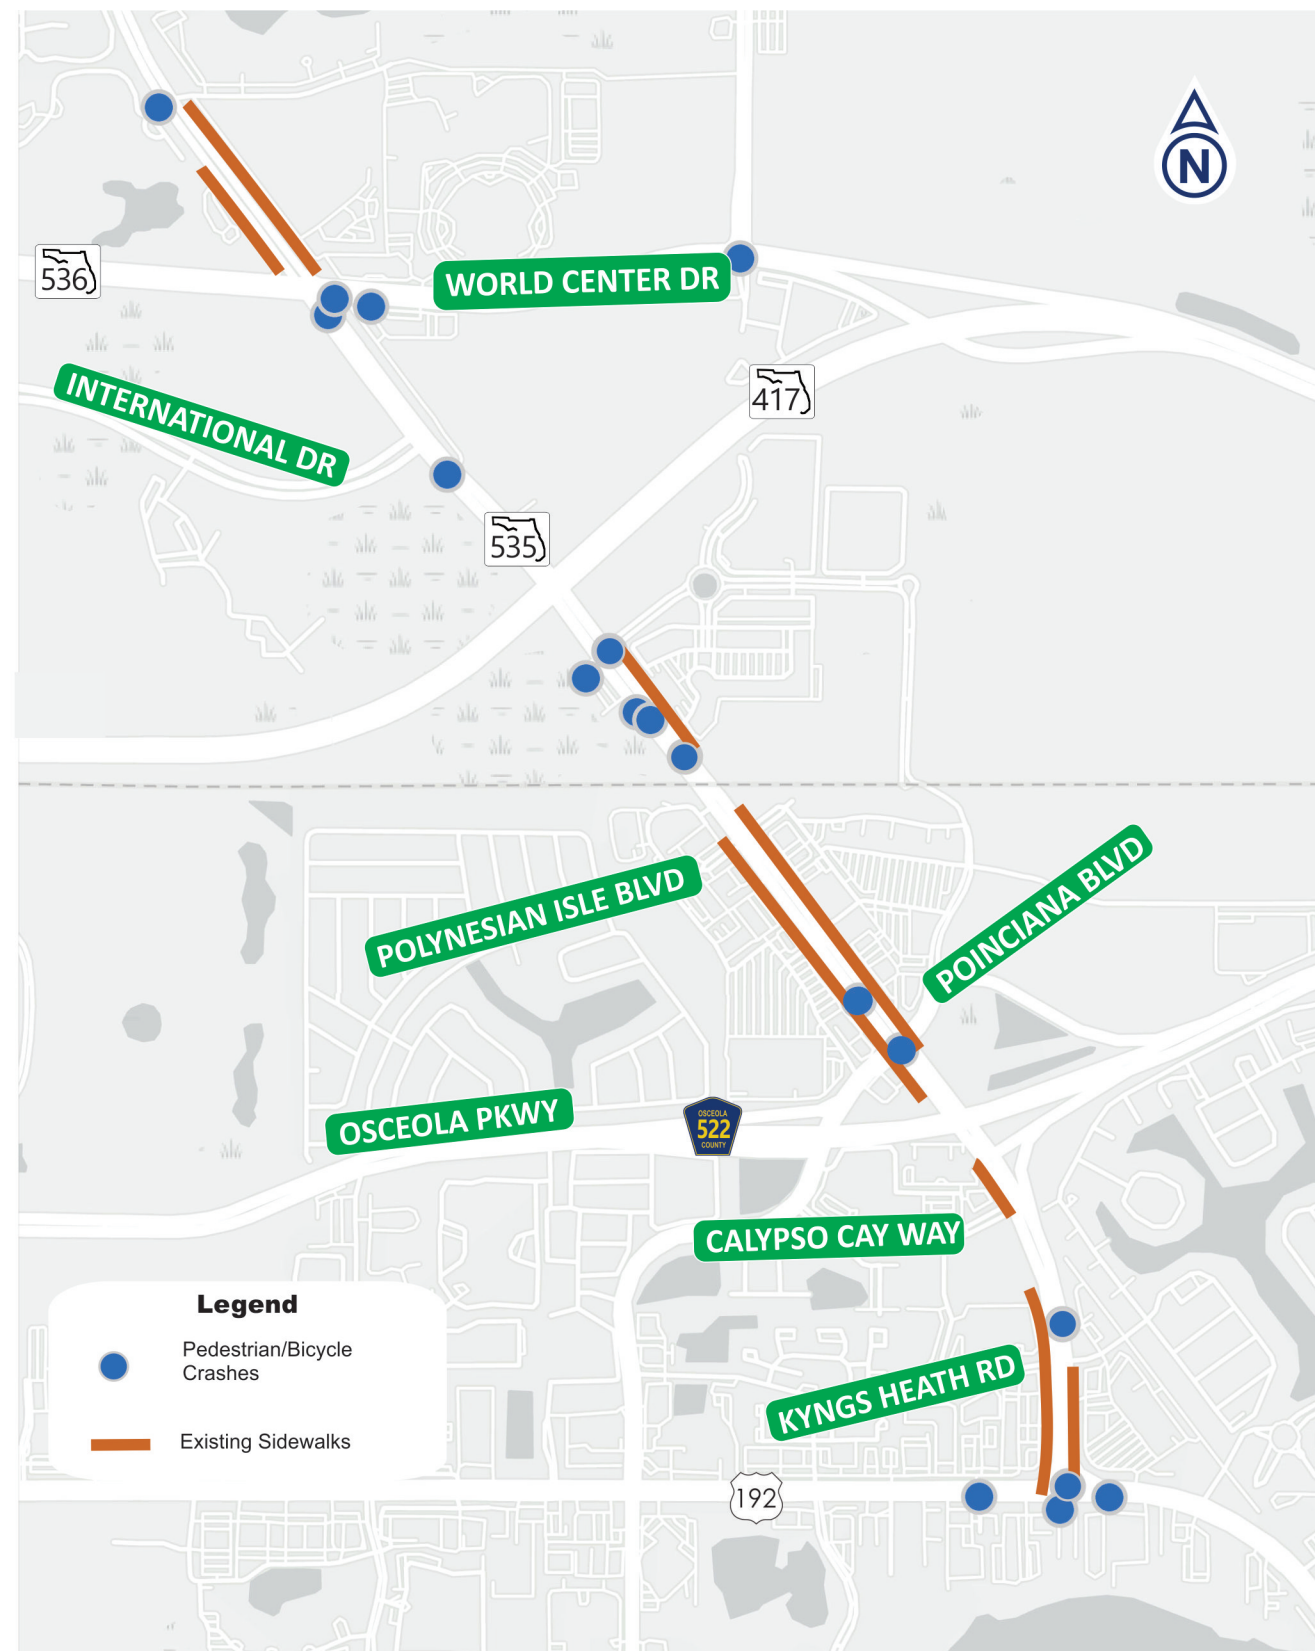 N
536
WORLD CENTER DR
INTERNATIONAL DR
417
535
POLYNESIAN ISLE BLVD
POINCIANA BLVD
OSCEOLA PKWY
OSCEOLA
522
COUNTY
CALYPSO CAY WAY
Legend
Pedestrian/Bicycle
Crashes
Existing Sidewalks
KYNGS HEATH RD
192